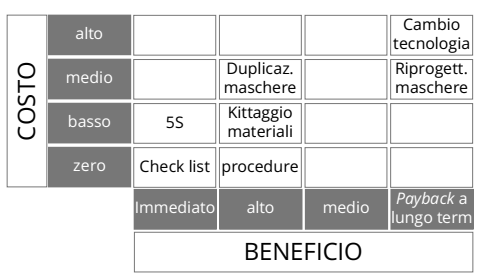 COSTO
alto
Cambio
tecnologia
medio
Duplicaz.
maschere
Riprogett.
maschere
basso
5S
Kittaggio
materiali
zero
Check list
procedure
Immediato
alto
medio
Payback a
lungo term
BENEFICIO